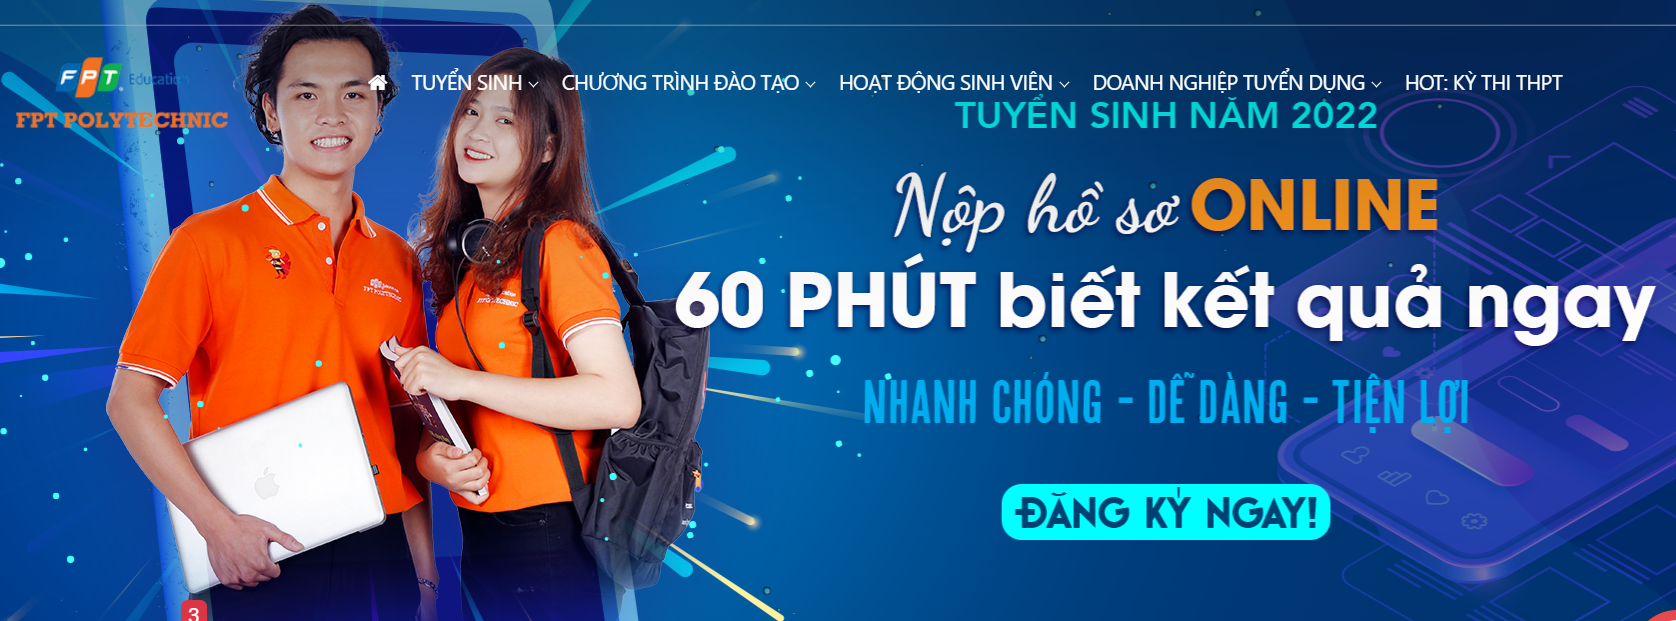 FPT Education
FPT POLYTECHNIC
TUYỂN SINH
CHƯƠNG TRÌNH ĐÀO TẠO
HOẠT ĐỘNG SINH VIÊN
DOANH NGHIỆP TUYỂN DỤNG
HOT: KỲ THI THPT
TUYỂN SINH NĂM 2022
Nộp hồ sơ ONLINE
60 PHÚT biết kết quả ngay
NHANH CHÓNG - DỄ DÀNG - TIỆN LỢI
ĐĂNG KÝ NGAY!
FPT POLYTECHNIC
3